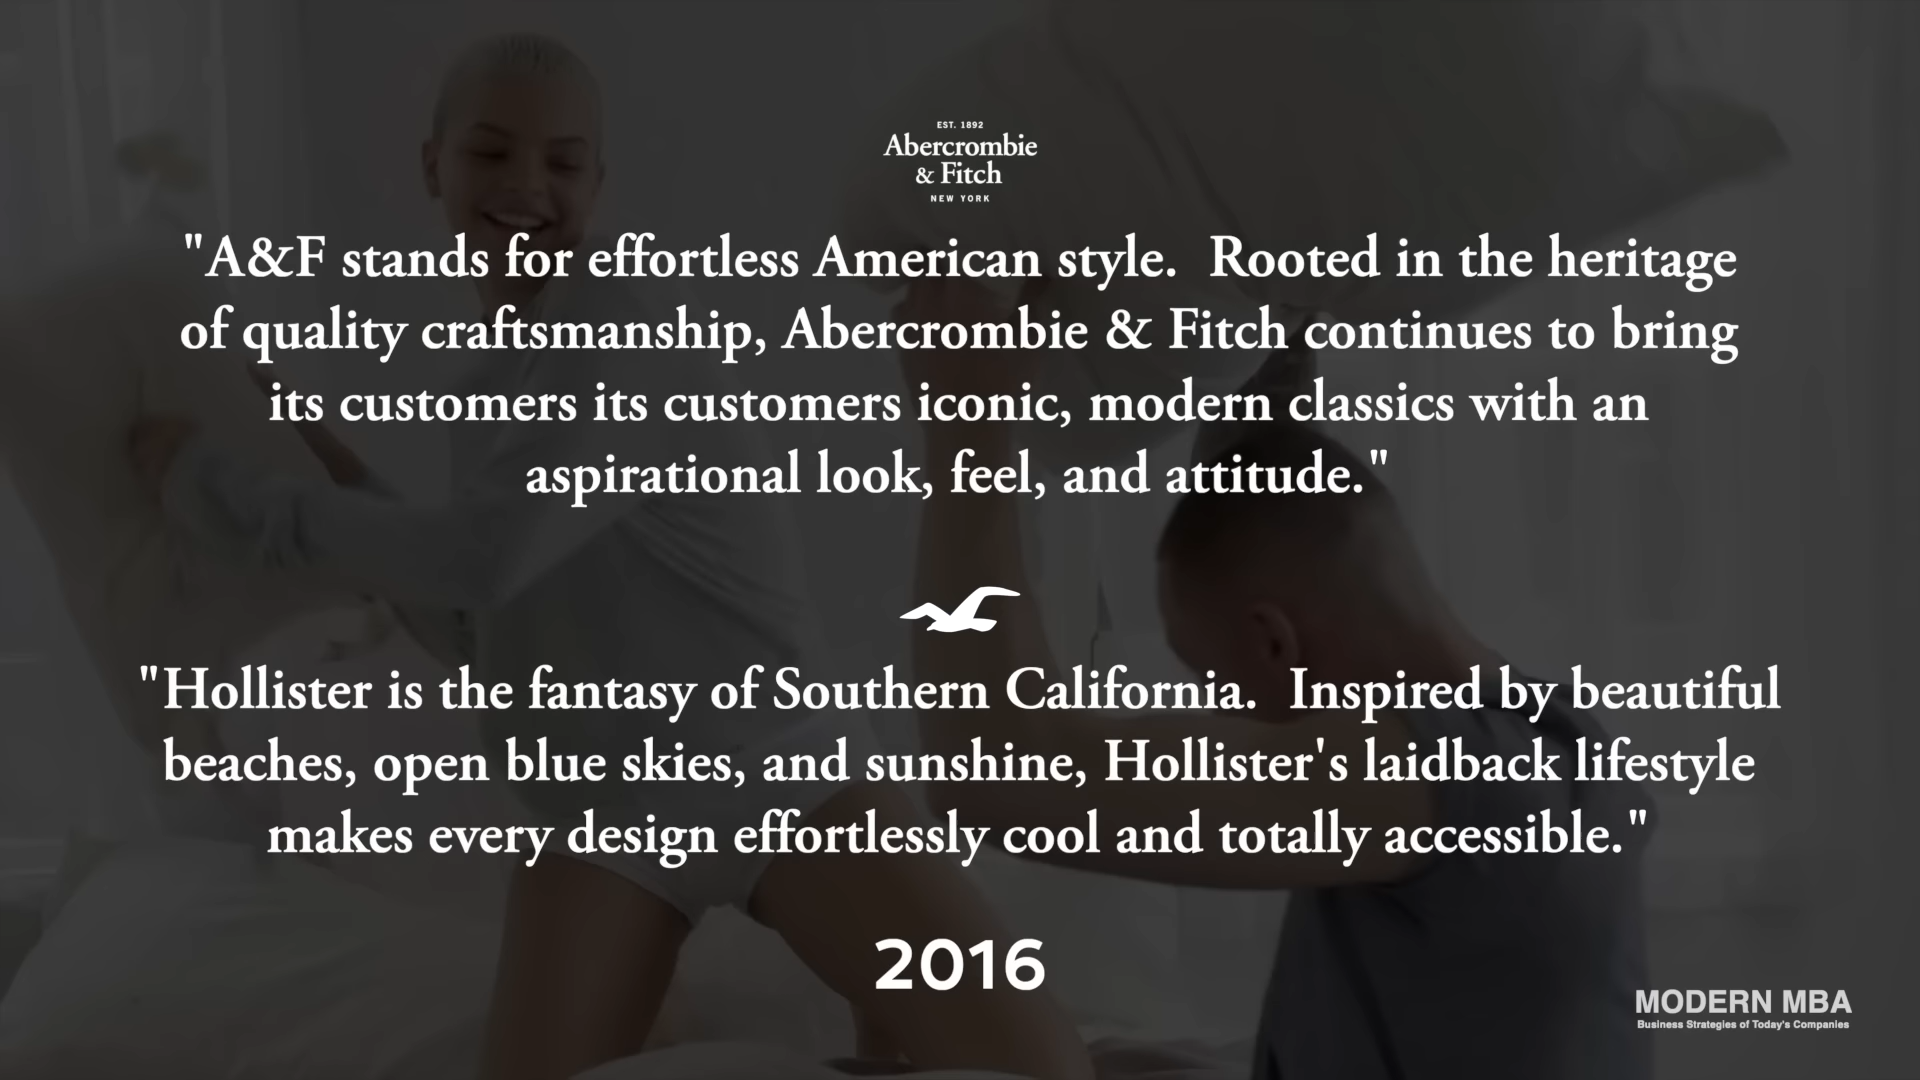 EST. 1892
Abercrombie
& Fitch
NEW YORK
"A&F stands for effortless American style.  Rooted in the heritage
of quality craftsmanship, Abercrombie & Fitch continues to bring
its customers its customers iconic, modern classics with an
aspirational look, feel, and attitude."
"Hollister is the fantasy of Southern California.  Inspired by beautiful
beaches, open blue skies, and sunshine, Hollister's laidback lifestyle
makes every design effortlessly cool and totally accessible."
2016
MODERN MBA
Business Strategies of Today's Companies